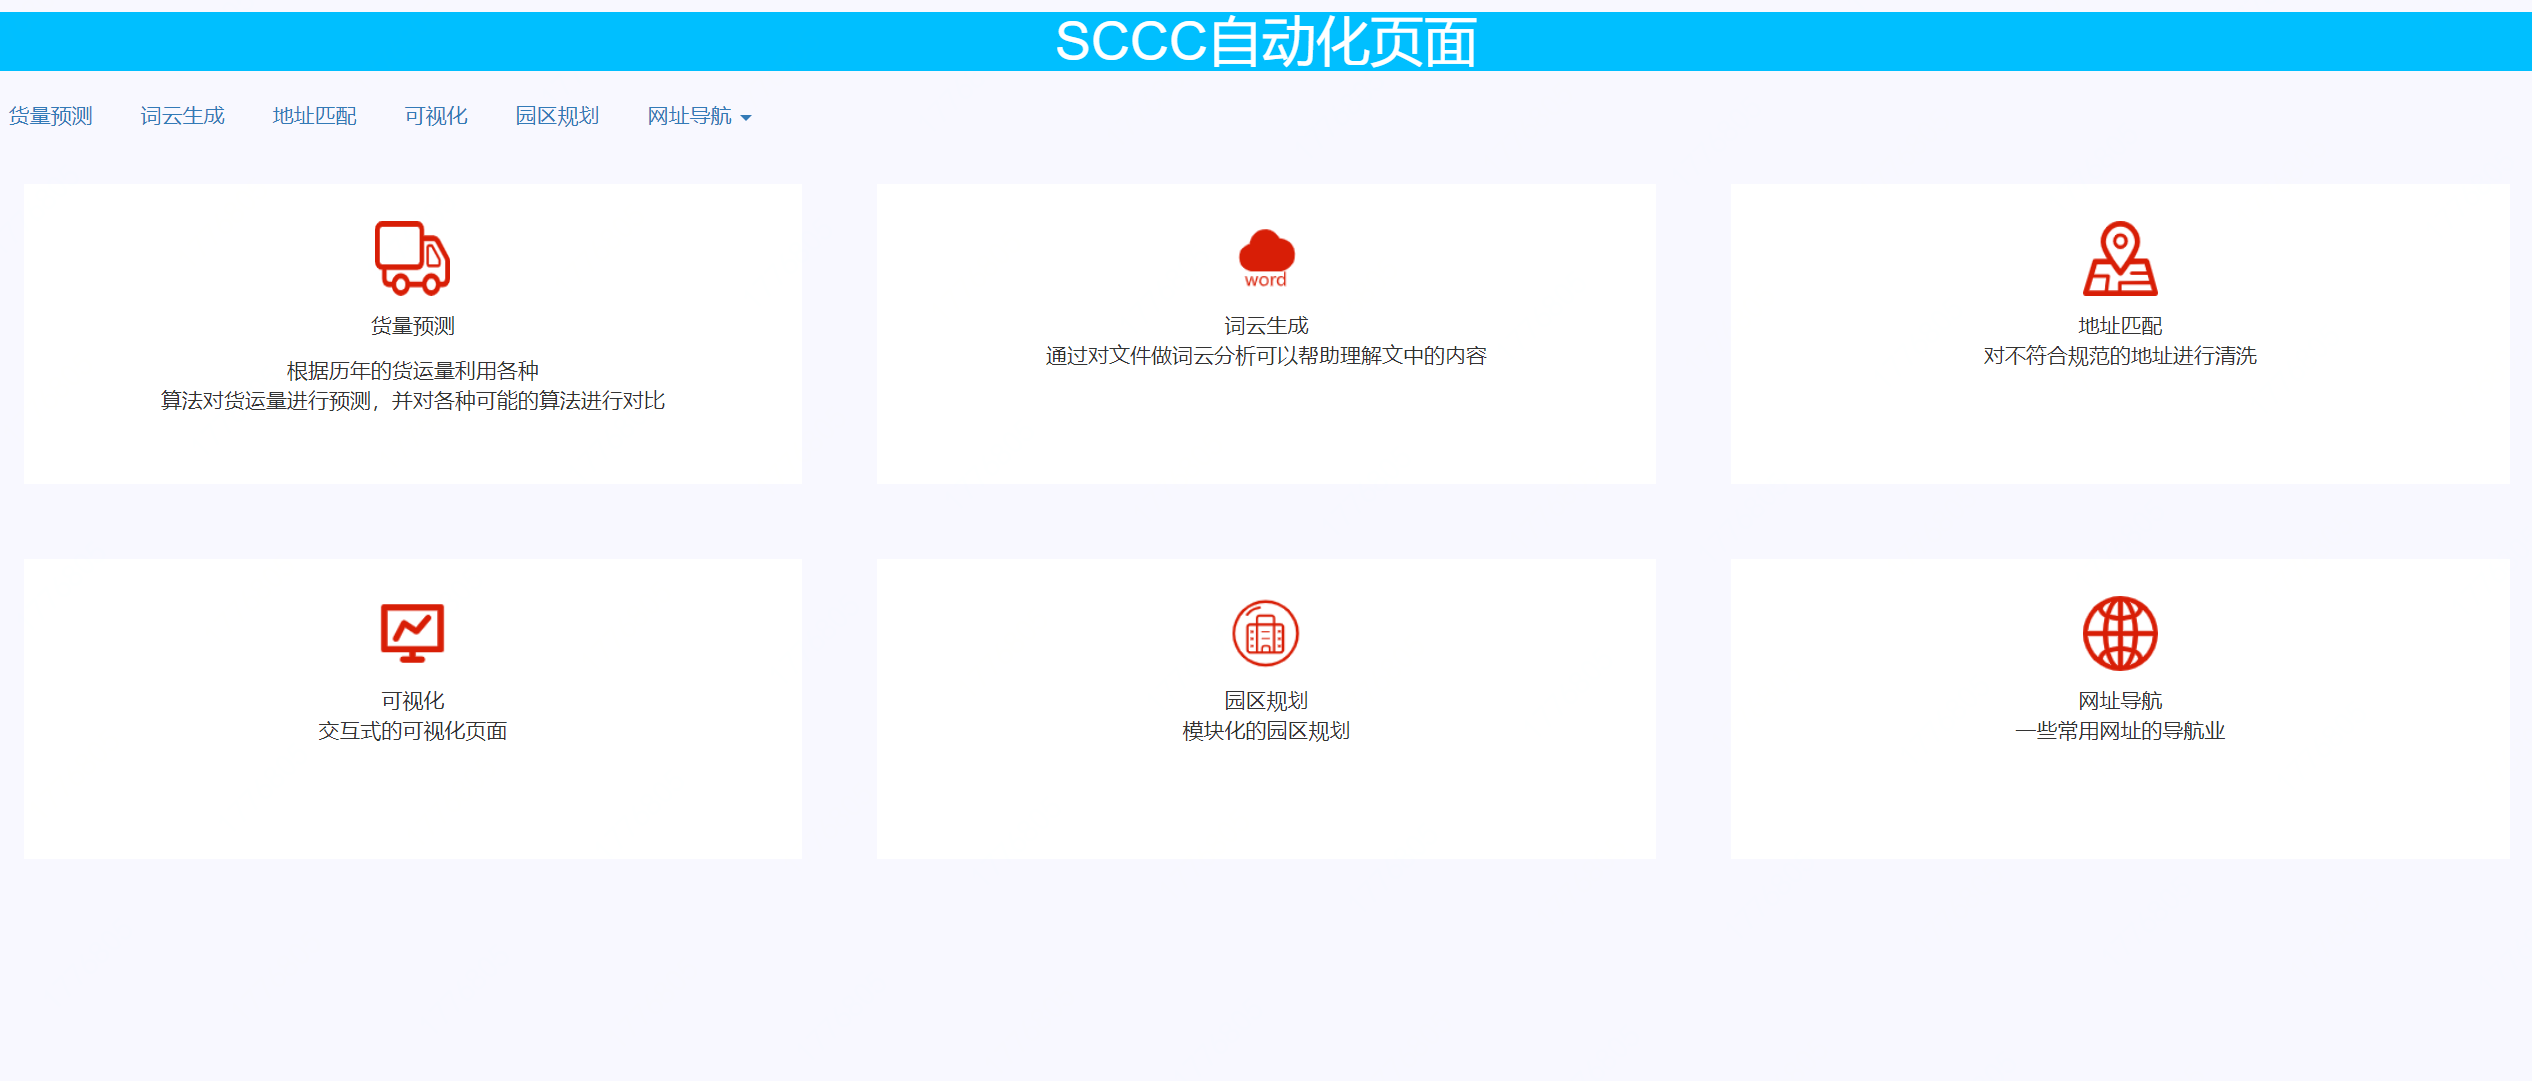 SCCC自动化页面
货量预测 词云生成 地址匹配 可视化 园区规划 网址导航
货量预测
根据历年的货运量利用各种
算法对货运量进行预测，并对各种可能的算法进行对比
word
词云生成
通过对文件做词云分析可以帮助理解文中的内容
地址匹配
对不符合规范的地址进行清洗
可视化
交互式的可视化页面
园区规划
模块化的园区规划
网址导航
一些常用网址的导航业